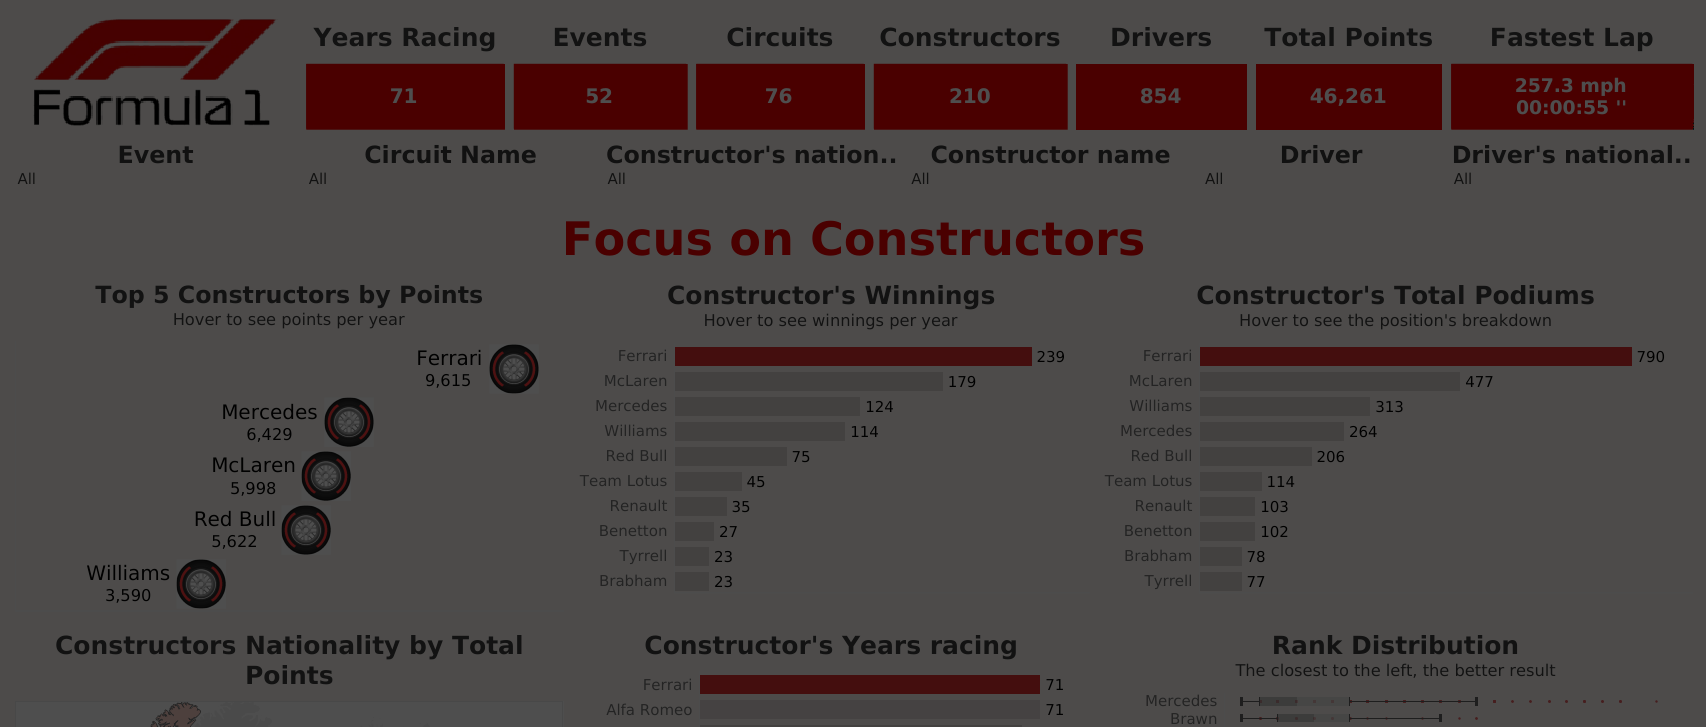 Formula 1
Years Racing
Events
Circuits
Constructors
Drivers
Total Points
Fastest Lap
71
52
76
210
854
46,261
257.3 mph
00:00:55 ''
Event
Circuit Name
Constructor's nation..
Constructor name
Driver
Driver's national..
All
All
All
All
All
All
Focus on Constructors
Top 5 Constructors by Points
Hover to see points per year
Ferrari
9,615
Mercedes
6,429
McLaren
5,998
Red Bull
5,622
Williams
3,590
Constructor's Winnings
Hover to see winnings per year
Ferrari 239
McLaren 179
Mercedes 124
Williams 114
Red Bull 75
Team Lotus 45
Renault 35
Benetton 27
Tyrrell 23
Brabham 23
Constructor's Total Podiums
Hover to see the position's breakdown
Ferrari 790
McLaren 477
Williams 313
Mercedes 264
Red Bull 206
Team Lotus 114
Renault 103
Benetton 102
Brabham 78
Tyrrell 77
Constructors Nationality by Total
Points
Constructor's Years racing
Ferrari 71
Alfa Romeo 71
Rank Distribution
The closest to the left, the better result
Mercedes
Brawn